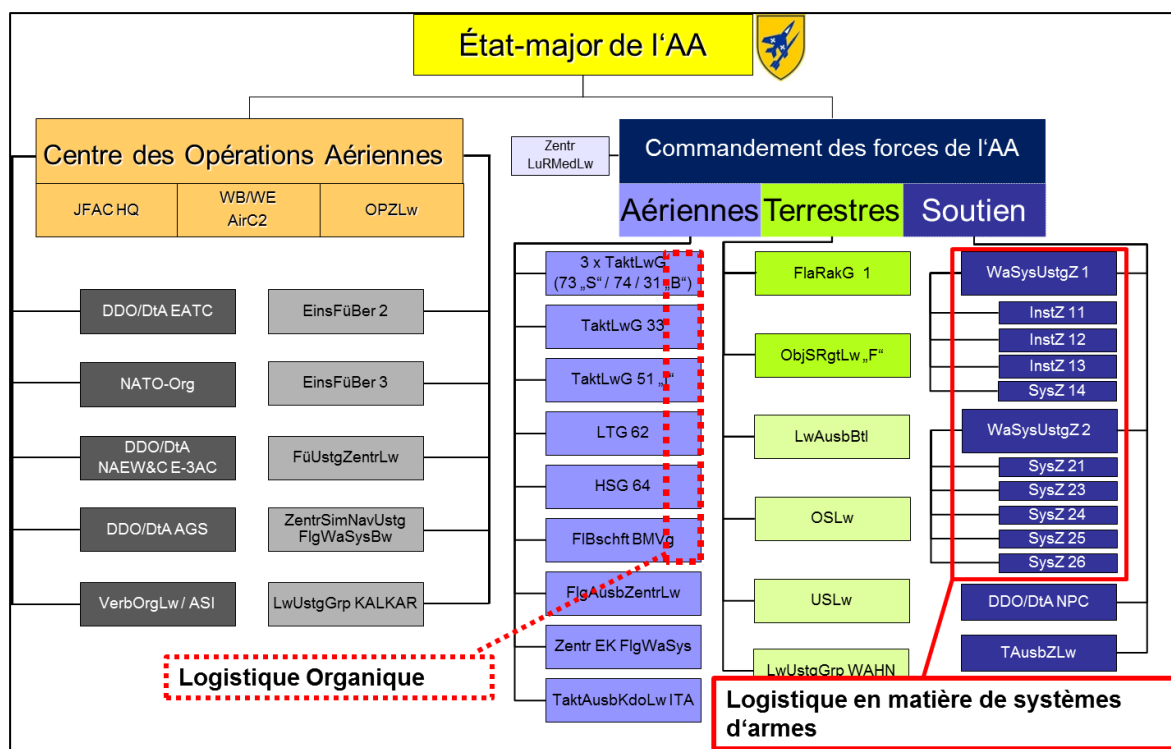 État-major de l‘AA
Centre des Opérations Aériennes
JFAC HQ
WB/WE
AirC2
OPZLw
Zentr
LuRMedLw
Commandement des forces de l‘AA
Aériennes
Terrestres
Soutien
DDO/DtA EATC
NATO-Org
DDO/DtA
NAEW&C E-3AC
DDO/DtA AGS
VerbOrgLw / ASI
EinsFüBer 2
EinsFüBer 3
FüUstgZentrLw
ZentrSimNavUstg
FlgWaSysBw
LwUstgGrp KALKAR
3 x TaktLwG
(73 „S“ / 74 / 31 „B“)
TaktLwG 33
TaktLwG 51 „I“
LTG 62
HSG 64
FlBschft BMVg
FlgAusbZentrLw
Zentr EK FlgWaSys
TaktAusbKdoLw ITA
FlaRakG 1
ObjSRgtLw „F“
LwAusbBtl
OSLw
USLw
LwUstgGrp WAHN
WaSysUstgZ 1
InstZ 11
InstZ 12
InstZ 13
SysZ 14
WaSysUstgZ 2
SysZ 21
SysZ 23
SysZ 24
SysZ 25
SysZ 26
DDO/DtA NPC
TAusbZLw
Logistique Organique
Logistique en matière de systèmes
d‘armes